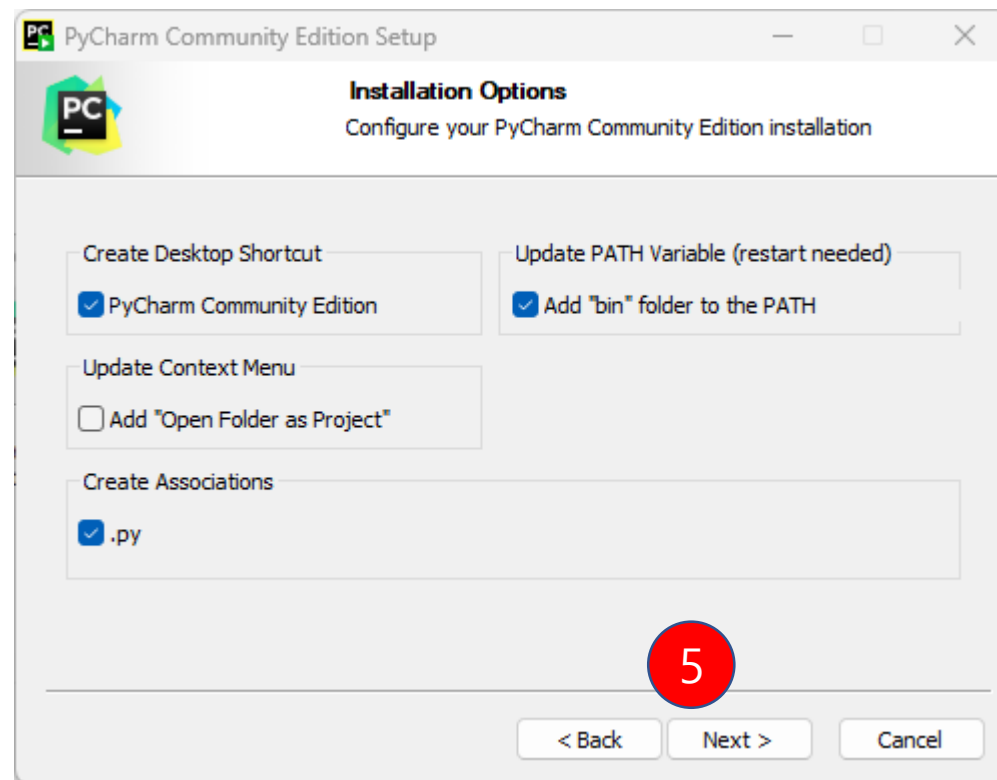 PyCharm Community Edition Setup
PC
Installation Options
Configure your PyCharm Community Edition installation
Create Desktop Shortcut
PyCharm Community Edition
Update PATH Variable (restart needed)
Add "bin" folder to the PATH
Update Context Menu
Add "Open Folder as Project"
Create Associations
.py
5
< Back
Next >
Cancel